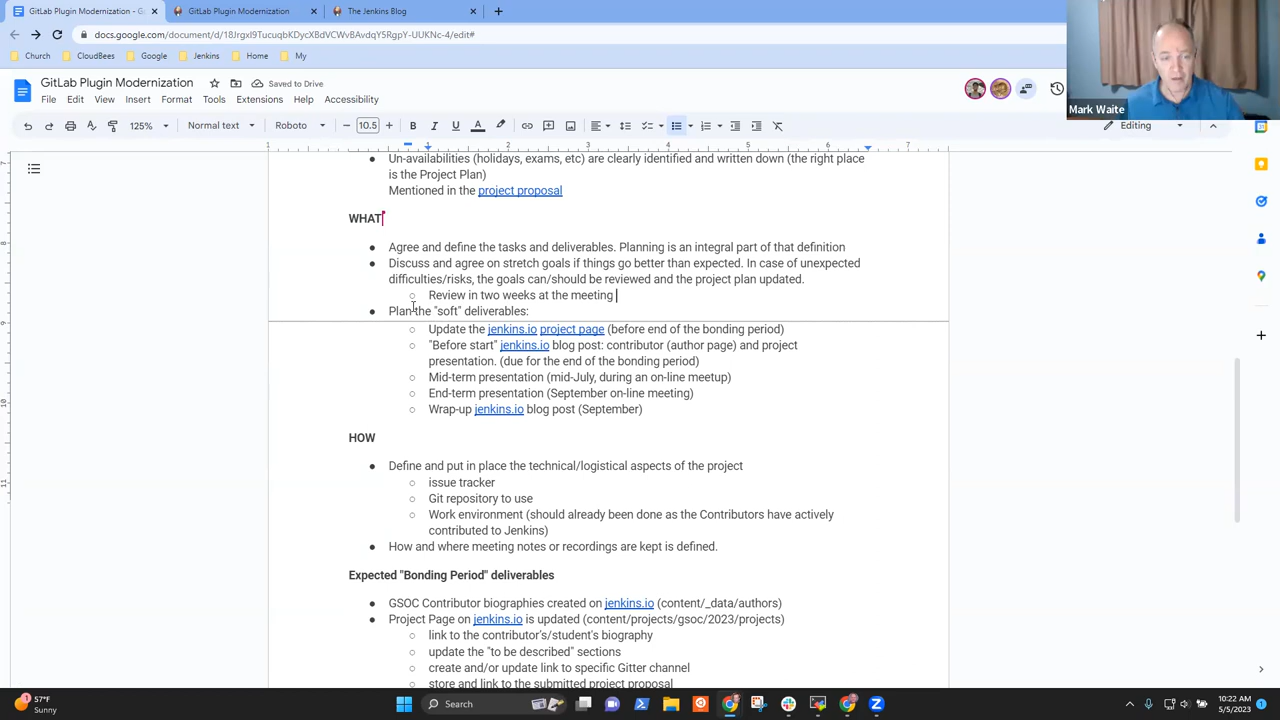 GitLab Plugin Modernization - G
GitLab Plugin Modernization
The Jenkins Blog
docs.google.com/document/d/18Jrgxl9TucuqbKDycXBdVCWvBAvdqY5RgpY-UUKNc-4/edit#
Church
CloudBees
Google
Jenkins
Home
My
GitLab Plugin Modernization
Saved to Drive
File Edit View Insert Format Tools Extensions Help Accessibility
125% Normal text Roboto 10.5 Editing
Mark Waite
1 2 3 4 5 6 7
Un-availabilities (holidays, exams, etc) are clearly identified and written down (the right place
is the Project Plan)
Mentioned in the project proposal
WHAT
Agree and define the tasks and deliverables. Planning is an integral part of that definition
Discuss and agree on stretch goals if things go better than expected. In case of unexpected
difficulties/risks, the goals can/should be reviewed and the project plan updated.
Review in two weeks at the meeting
Plan the "soft" deliverables:
Update the jenkins.io project page (before end of the bonding period)
"Before start" jenkins.io blog post: contributor (author page) and project
presentation. (due for the end of the bonding period)
Mid-term presentation (mid-July, during an on-line meetup)
End-term presentation (September on-line meeting)
Wrap-up jenkins.io blog post (September)
HOW
Define and put in place the technical/logistical aspects of the project
issue tracker
Git repository to use
Work environment (should already been done as the Contributors have actively
contributed to Jenkins)
How and where meeting notes or recordings are kept is defined.
Expected "Bonding Period" deliverables
GSOC Contributor biographies created on jenkins.io (content/_data/authors)
Project Page on jenkins.io is updated (content/projects/gsoc/2023/projects)
link to the contributor's/student's biography
update the "to be described" sections
create and/or update link to specific Gitter channel
store and link to the submitted project proposal
57°F
Sunny
Search
10:22 AM
5/5/2023